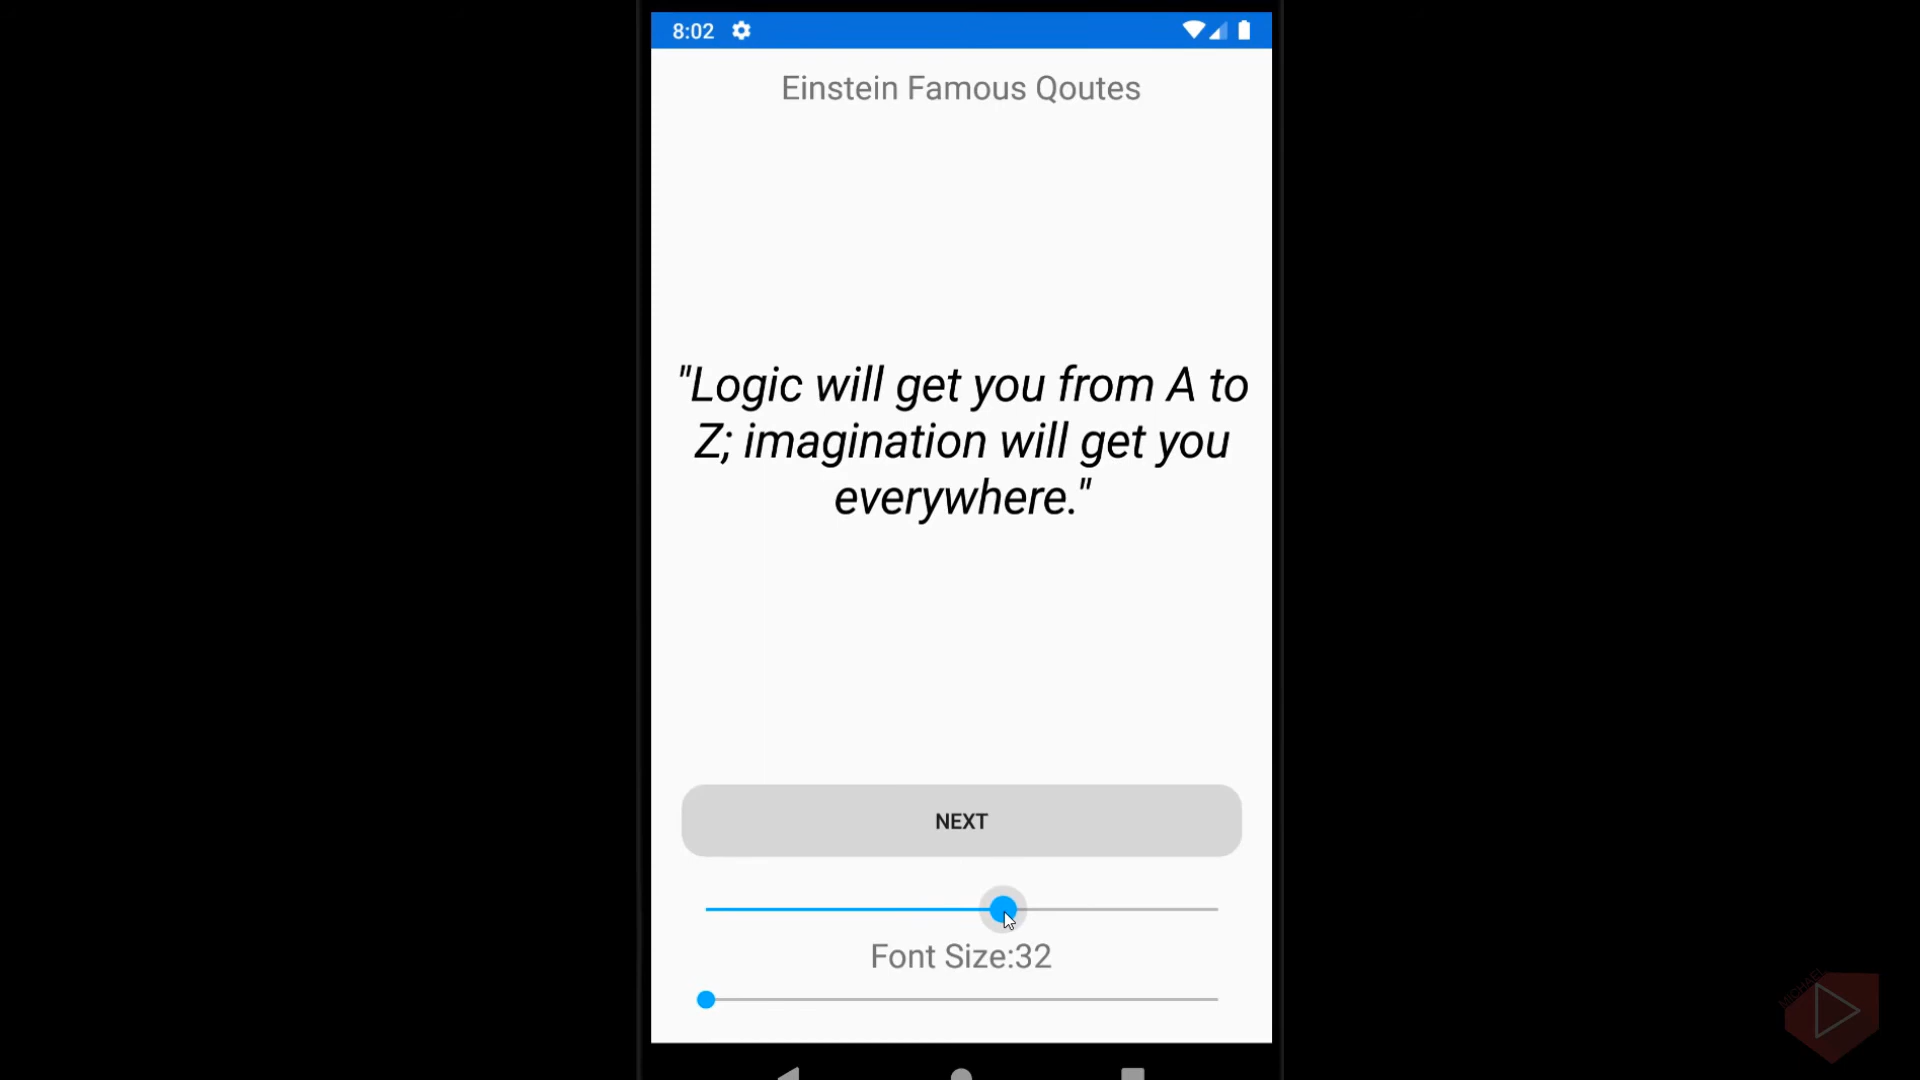 8:02
Einstein Famous Qoutes
"Logic will get you from A to
Z; imagination will get you
everywhere."
NEXT
Font Size:32
MICHAEL